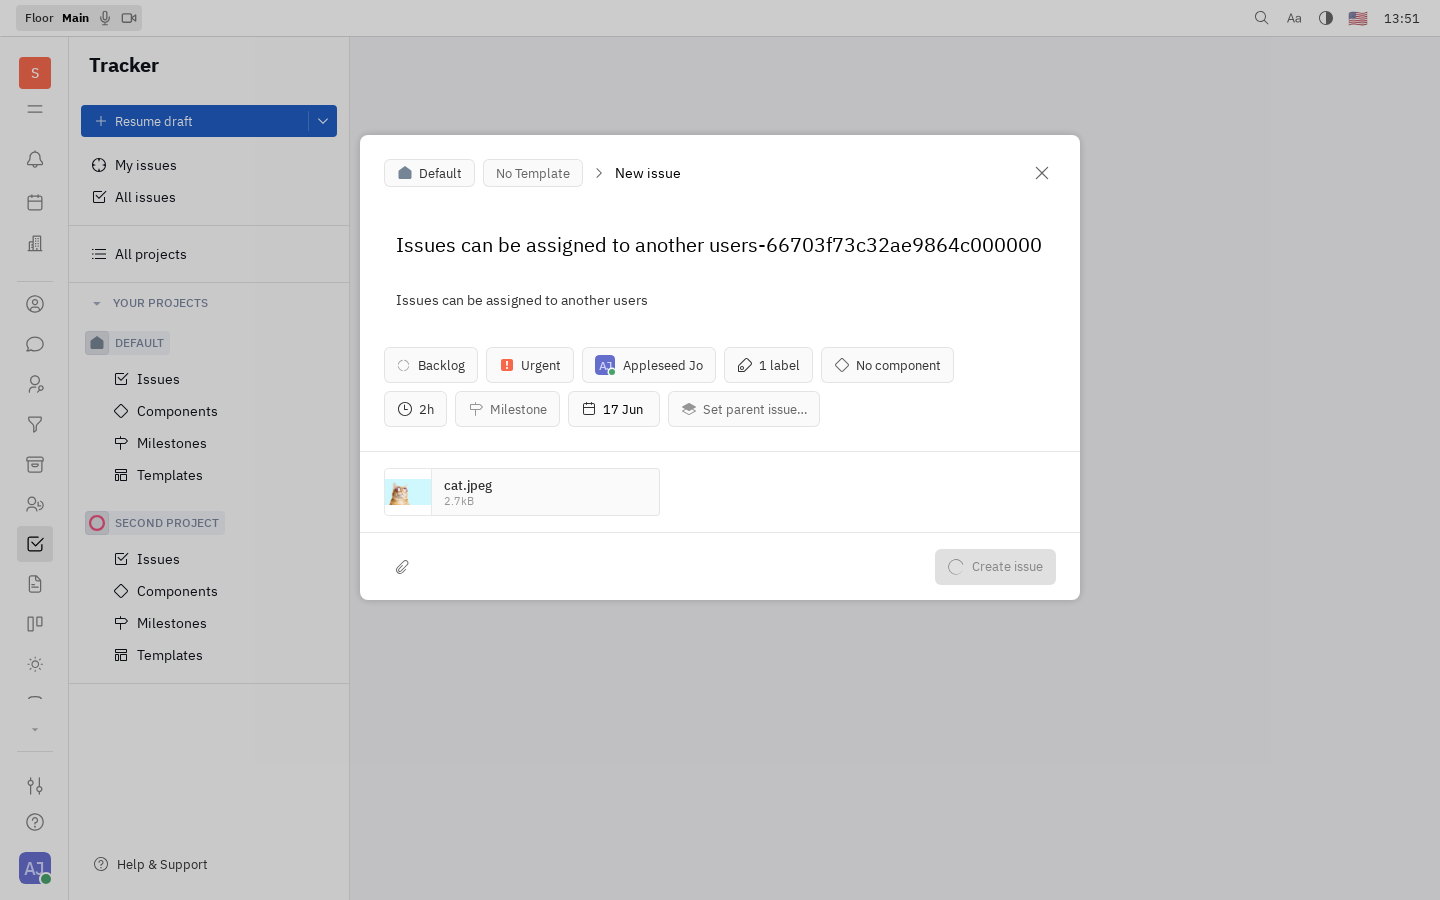 Floor Main
Aa
13:51
S
Tracker
Resume draft
My issues
All issues
All projects
YOUR PROJECTS
DEFAULT
Issues
Components
Milestones
Templates
SECOND PROJECT
Issues
Components
Milestones
Templates
Help & Support
AJ
Default
No Template
New issue
Issues can be assigned to another users-66703f73c32ae9864c000000
Issues can be assigned to another users
Backlog
Urgent
AJ Appleseed Jo
1 label
No component
2h
Milestone
17 Jun
Set parent issue...
cat.jpeg
2.7kB
Create issue